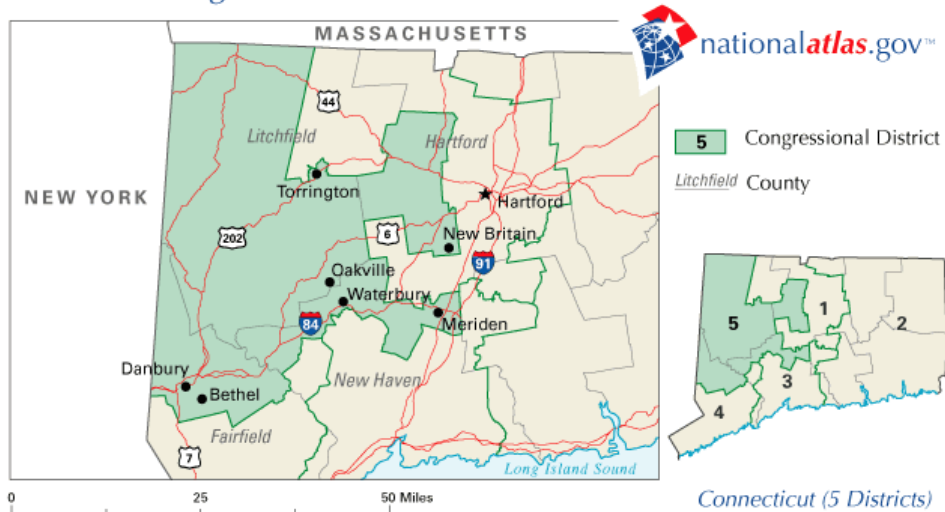 MASSACHUSETTS
nationalatlas.gov™
44
Litchfield
Hartford
5 Congressional District
Litchfield County
Torrington
NEW YORK
Hartford
202
6
New Britain
91
Oakville
Waterbury
84
Meriden
5
1
2
3
4
Danbury
Bethel
New Haven
Fairfield
7
Long Island Sound
0 25 50 Miles
Connecticut (5 Districts)